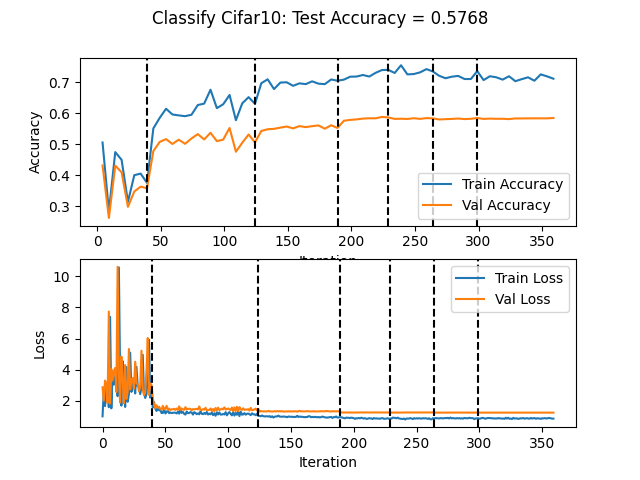 Classify Cifar10: Test Accuracy = 0.5768
Accuracy
0.7
0.6
0.5
0.4
0.3
Train Accuracy
Val Accuracy
0 50 100 150 200 250 300 350
Iteration
Loss
10
8
6
4
2
Train Loss
Val Loss
0 50 100 150 200 250 300 350
Iteration